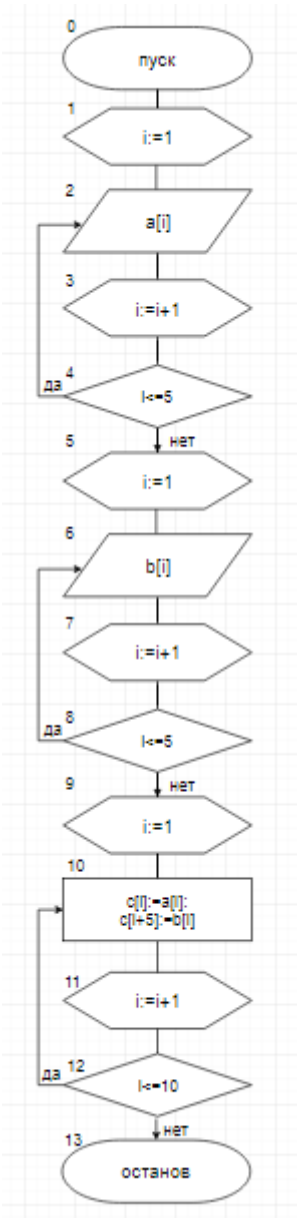 0
пуск
1
i:=1
2
a[i]
3
i:=i+1
4
да
i<=5
нет
5
i:=1
6
b[i]
7
i:=i+1
8
да
i<=5
нет
9
i:=1
10
c[i]:=a[i];
c[i+5]:=b[i]
11
i:=i+1
12
да
i<=10
нет
13
останов